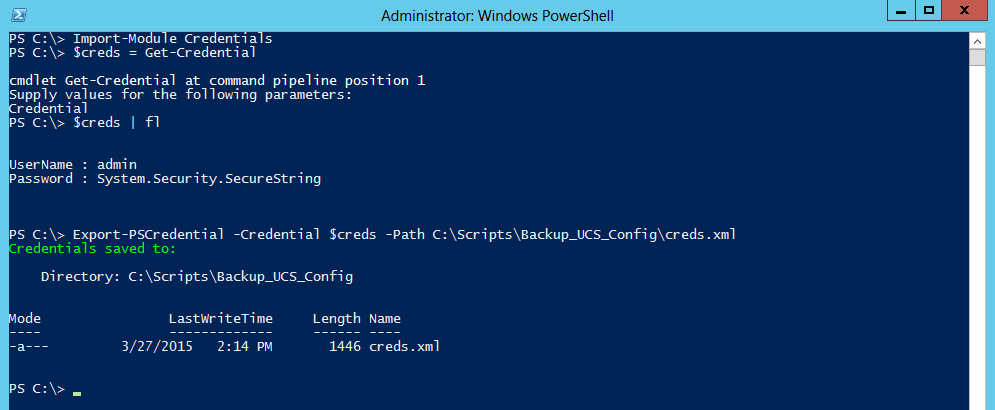 Administrator: Windows PowerShell
PS C:\> Import-Module Credentials
PS C:\> $creds = Get-Credential
cmdlet Get-Credential at command pipeline position 1
Supply values for the following parameters:
Credential
PS C:\> $creds | fl
UserName : admin
Password : System.Security.SecureString
PS C:\> Export-PSCredential -Credential $creds -Path C:\Scripts\Backup_UCS_Config\creds.xml
Credentials saved to:
    Directory: C:\Scripts\Backup_UCS_Config
Mode                LastWriteTime     Length Name
----                -------------     ------ ----
-a---         3/27/2015   2:14 PM       1446 creds.xml
PS C:\>